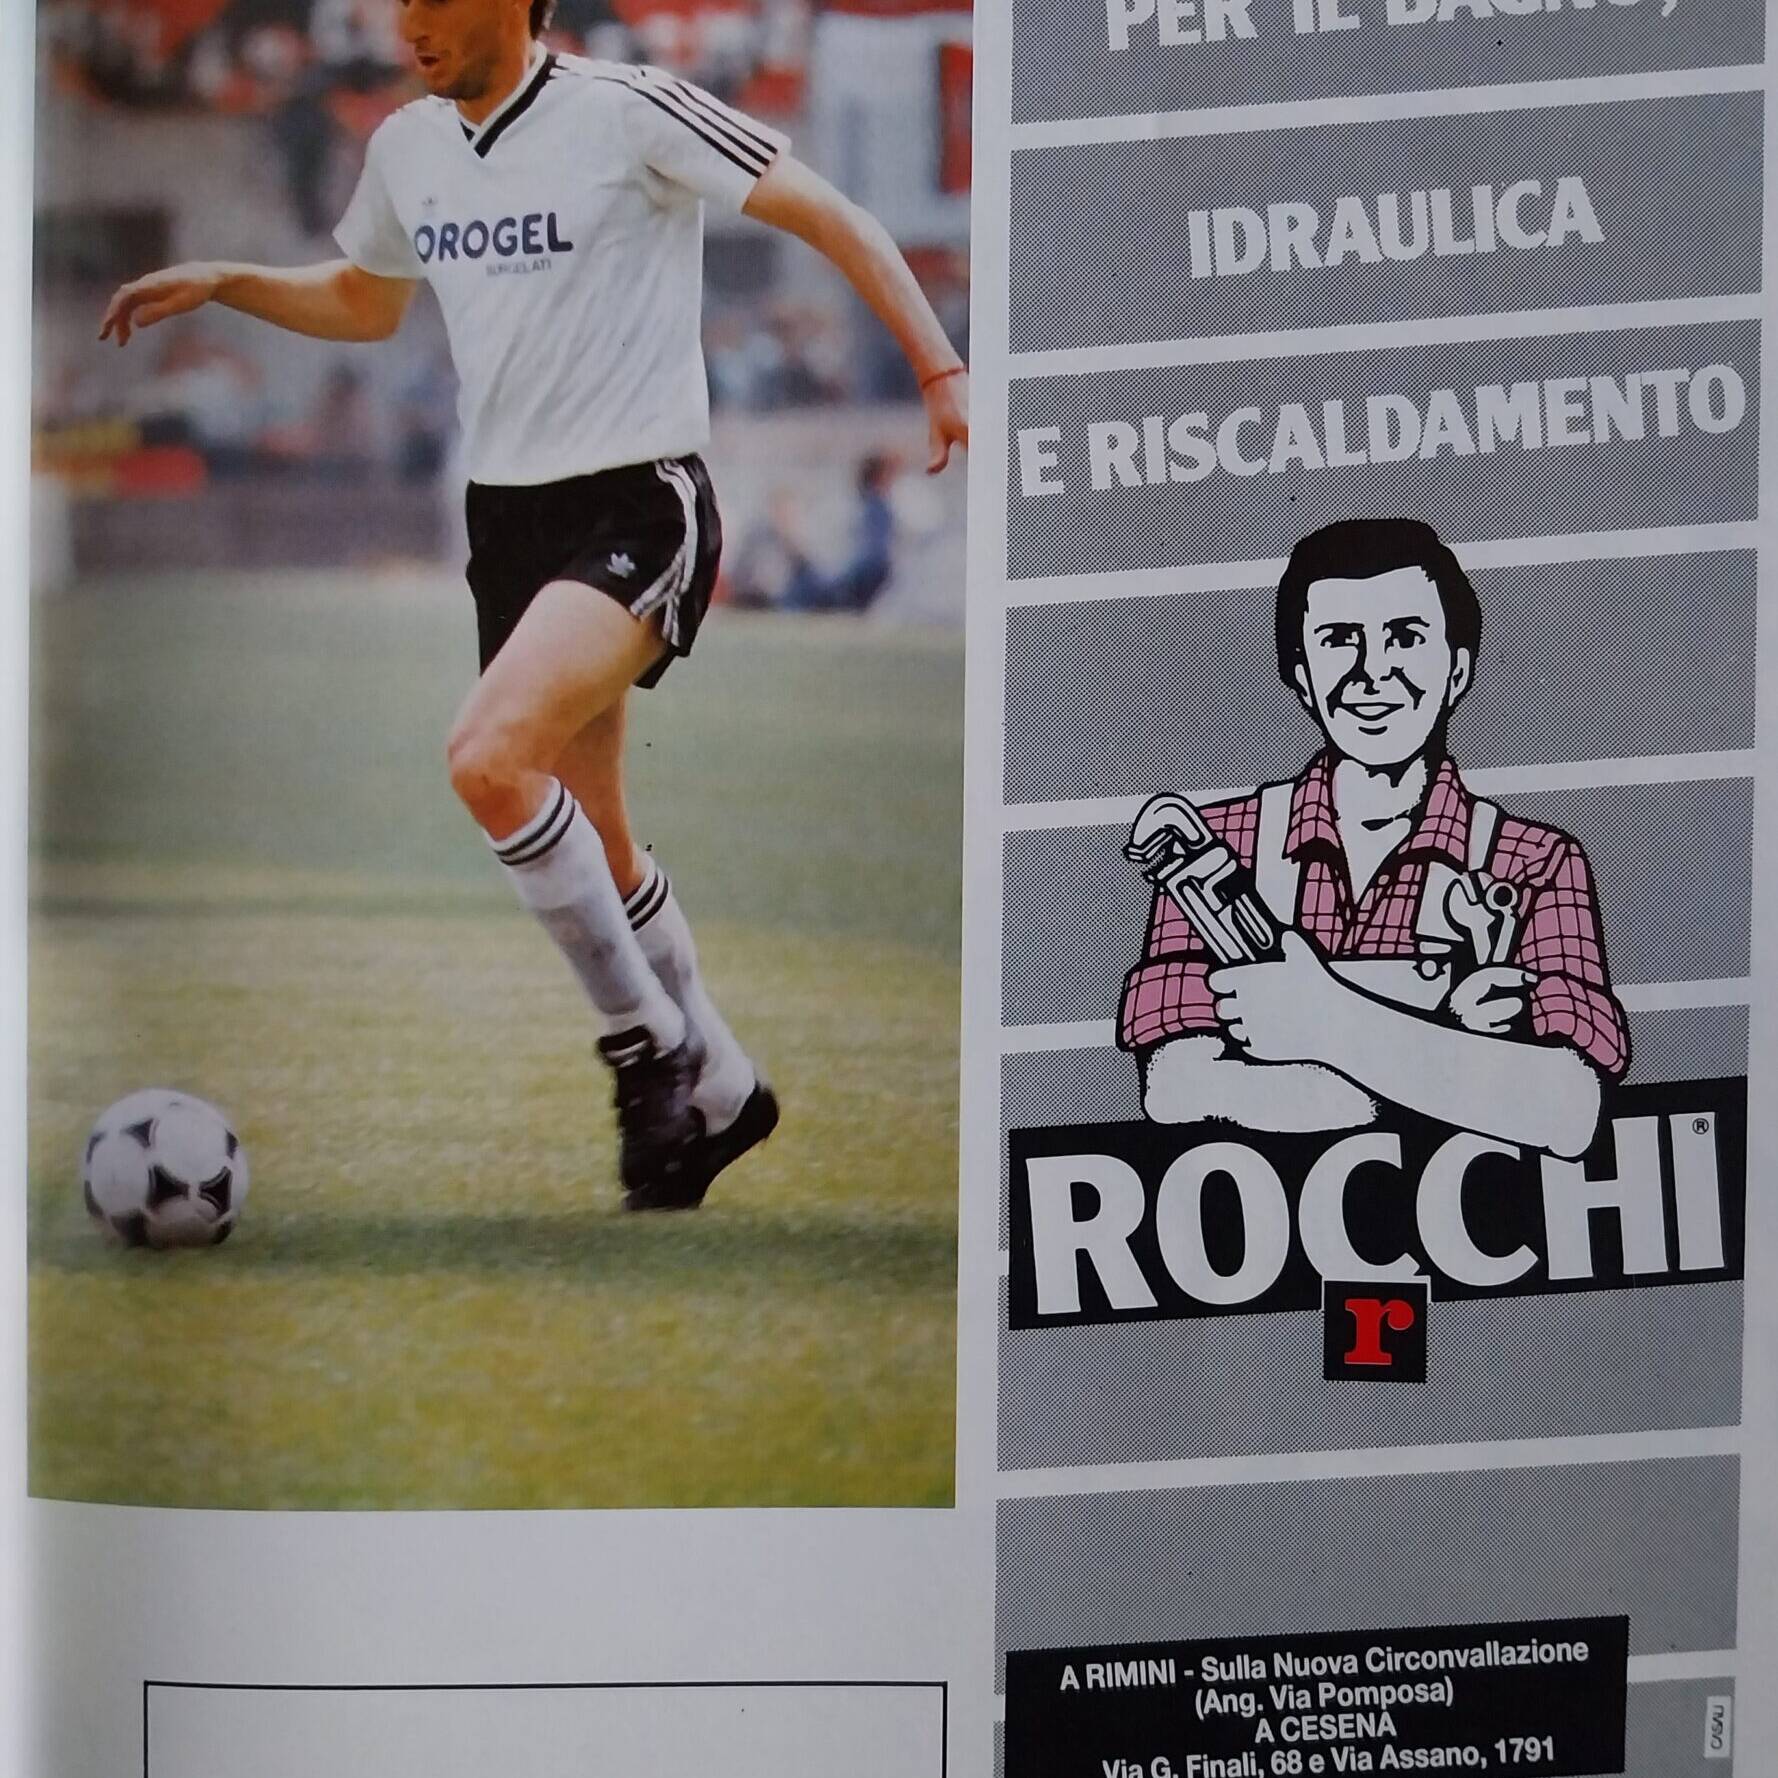 OROGEL
SURGELATI
PER IL BAGNO,
IDRAULICA
E RISCALDAMENTO
ROCCHI®
r
A RIMINI - Sulla Nuova Circonvallazione
(Ang. Via Pomposa)
A CESENA
Via G. Finali, 68 e Via Assano, 1791